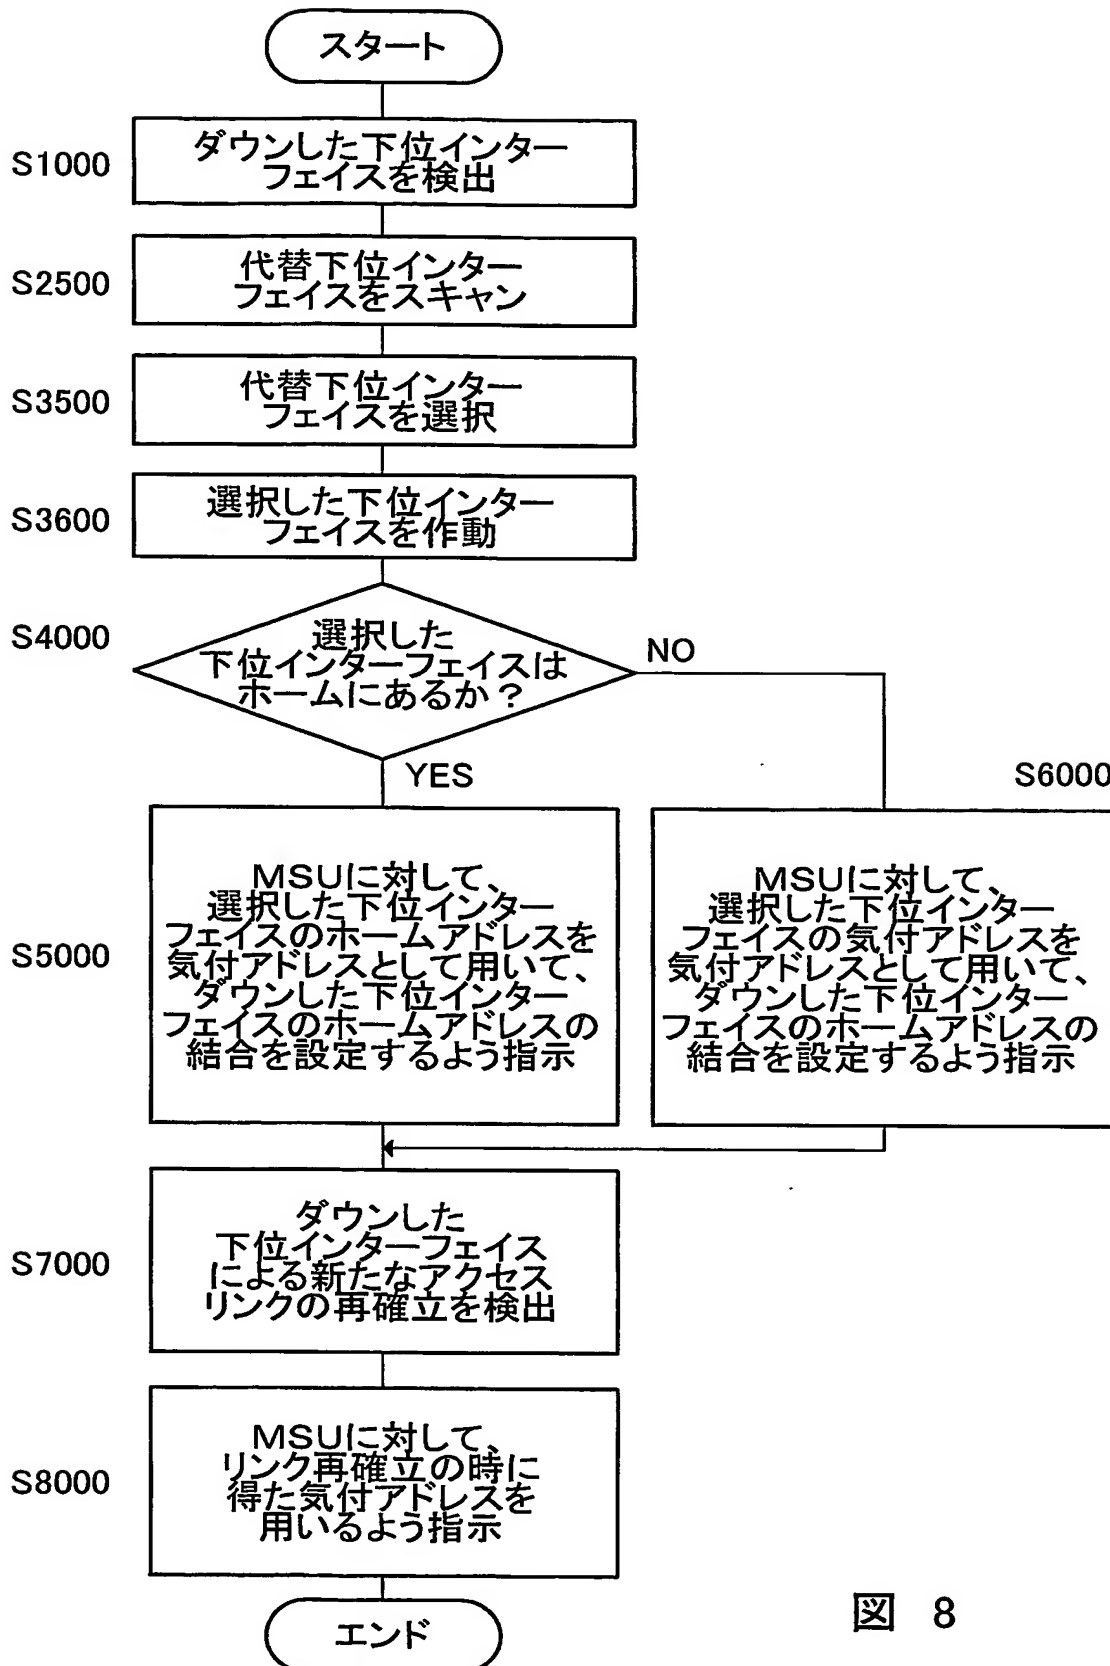 スタート
S1000
ダウンした下位インター
フェイスを検出
S2500
代替下位インター
フェイスをスキャン
S3500
代替下位インター
フェイスを選択
S3600
選択した下位インター
フェイスを作動
S4000
選択した
下位インターフェイスは
ホームにあるか？
NO
YES
S5000
MSUに対して、
選択した下位インター
フェイスのホームアドレスを
気付アドレスとして用いて、
ダウンした下位インター
フェイスのホームアドレスの
結合を設定するよう指示
S6000
MSUに対して、
選択した下位インター
フェイスの気付アドレスを
気付アドレスとして用いて、
ダウンした下位インター
フェイスのホームアドレスの
結合を設定するよう指示
S7000
ダウンした
下位インターフェイス
による新たなアクセス
リンクの再確立を検出
S8000
MSUに対して、
リンク再確立の時に
得た気付アドレスを
用いるよう指示
エンド
図 8